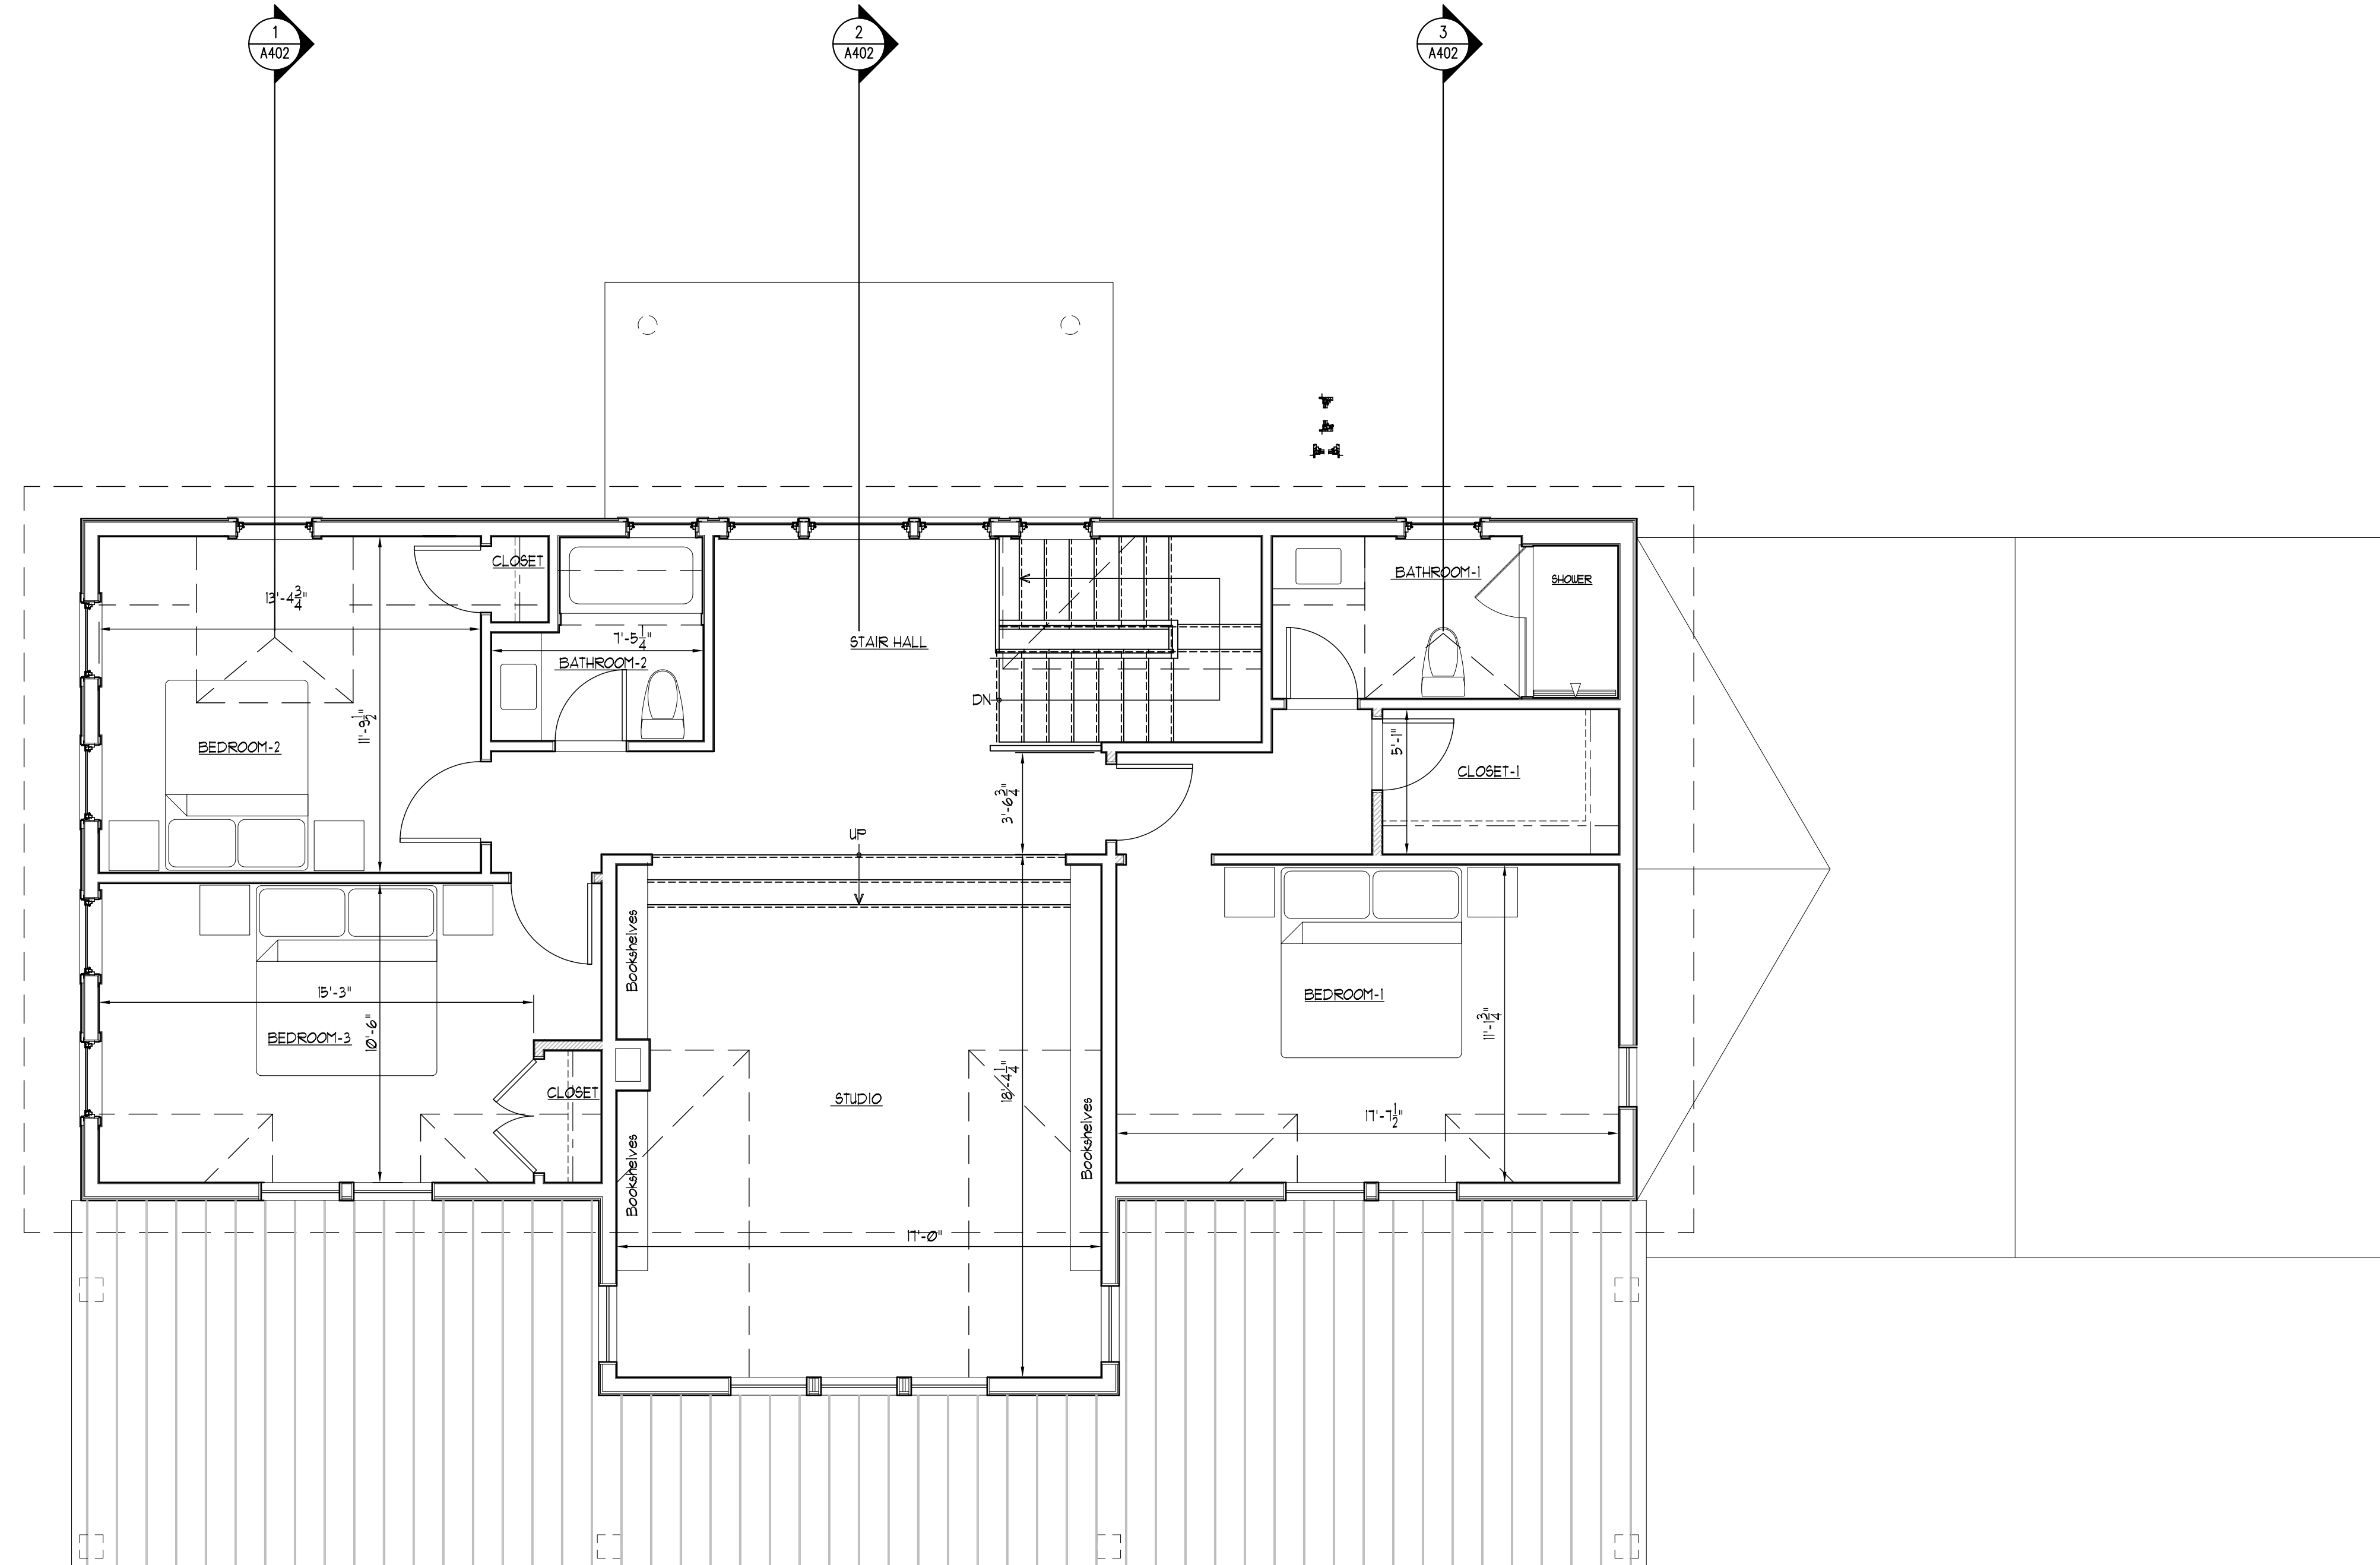 1
A402
2
A402
3
A402
CLOSET
BATHROOM-1
SHOWER
13'-4 3/4"
7'-5 1/4"
STAIR HALL
BATHROOM-2
DN
11'-9 1/2"
BEDROOM-2
5'-1"
CLOSET-1
3'-6 3/4"
UP
Bookshelves
15'-3"
BEDROOM-1
BEDROOM-3
10'-6"
11'-1 3/4"
CLOSET
18'-4 1/4"
STUDIO
17'-7 1/2"
Bookshelves
Bookshelves
17'-0"